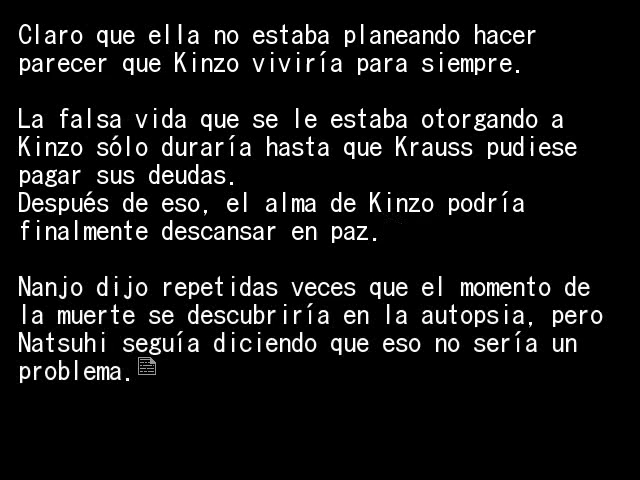 Claro que ella no estaba planeando hacer
parecer que Kinzo viviría para siempre.
La falsa vida que se le estaba otorgando a
Kinzo sólo duraría hasta que Krauss pudiese
pagar sus deudas.
Después de eso, el alma de Kinzo podría
finalmente descansar en paz.
Nanjo dijo repetidas veces que el momento de
la muerte se descubriría en la autopsia, pero
Natsuhi seguía diciendo que eso no sería un
problema.